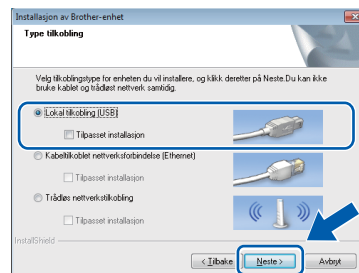 Installasjon av Brother-enhet
Type tilkobling
Velg tilkoblingstype for enheten du vil installere, og klikk deretter på Neste.Du kan ikke
bruke kablet og trådløst nettverk samtidig.
Lokal tilkobling (USB)
Tilpasset installasjon
Kabeltilkoblet nettverksforbindelse (Ethernet)
Tilpasset installasjon
Trådløs nettverkstilkobling
Tilpasset installasjon
InstallShield
< Tilbake
Neste >
Avbryt